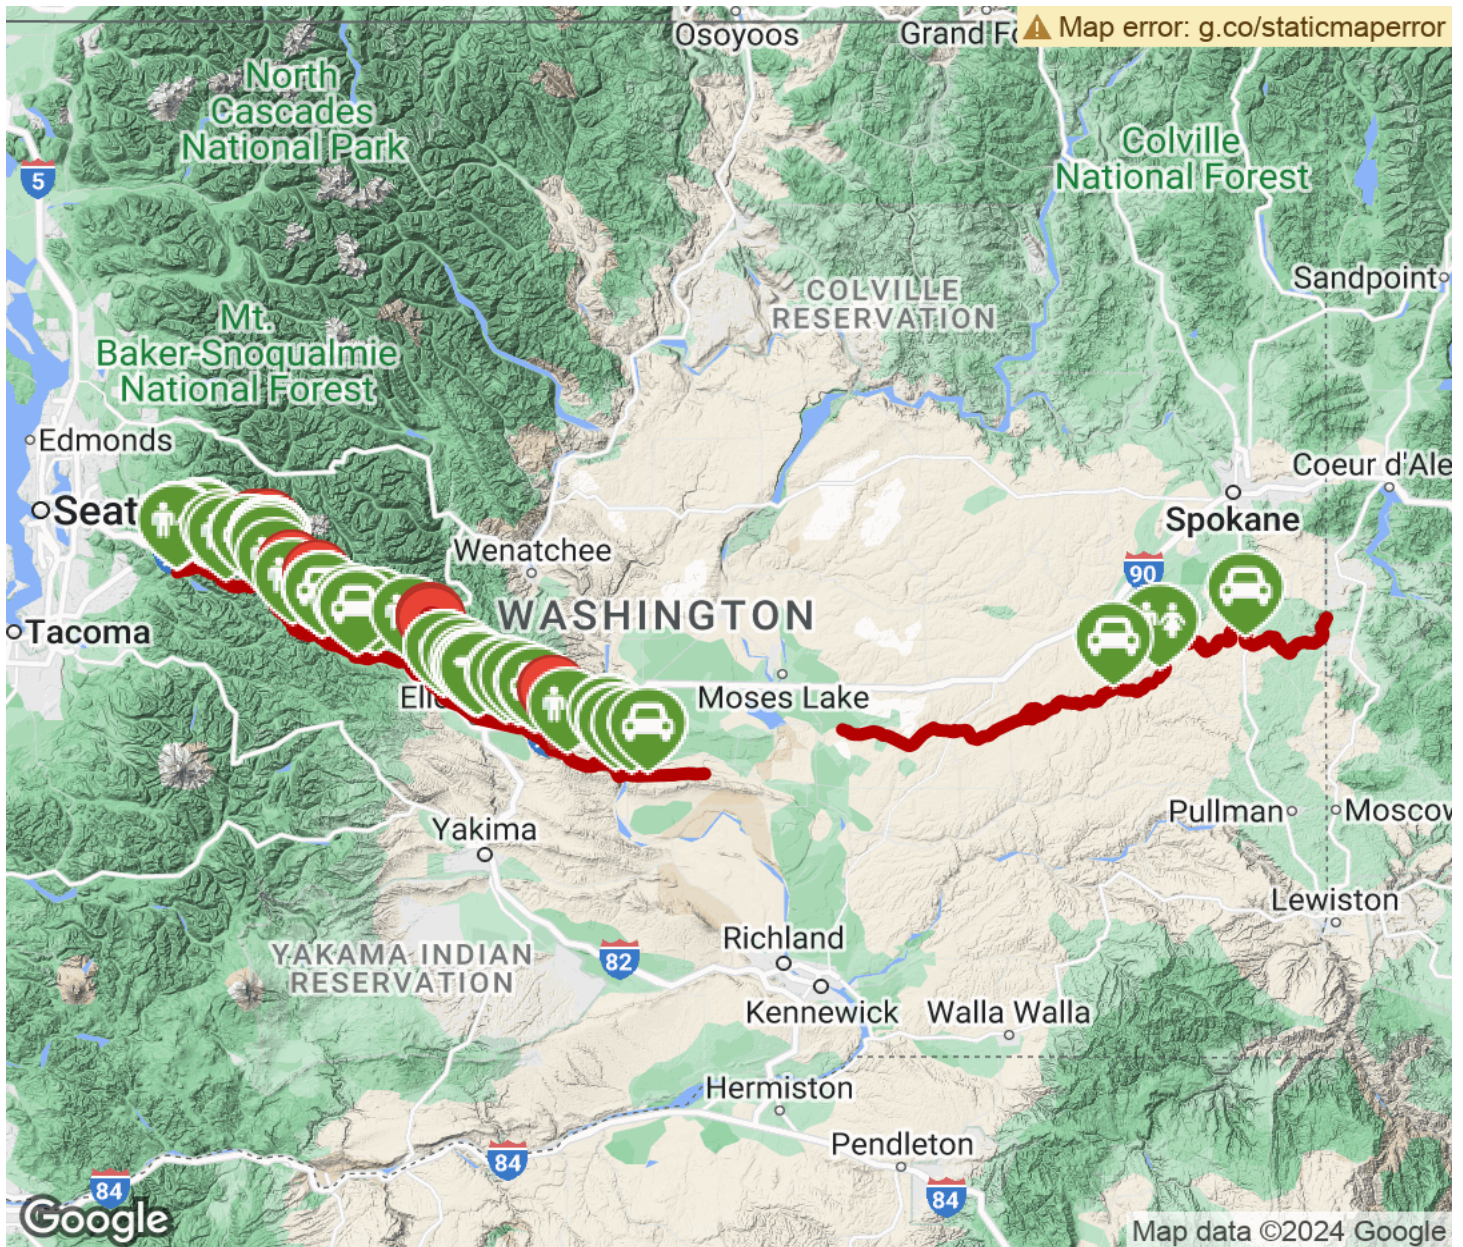 Osoyoos
Grand Fo
Map error: g.co/staticmaperror
North
Cascades
National Park
Colville
National Forest
5
Sandpoint
COLVILLE
RESERVATION
Mt.
Baker-Snoqualmie
National Forest
Edmonds
Coeur d'Ale
Seat
Spokane
Wenatchee
90
WASHINGTON
Tacoma
Elle
Moses Lake
Pullman
Moscow
Yakima
Lewiston
Richland
YAKAMA INDIAN
RESERVATION
82
Kennewick
Walla Walla
Hermiston
Pendleton
84
84
84
Google
Map data ©2024 Google